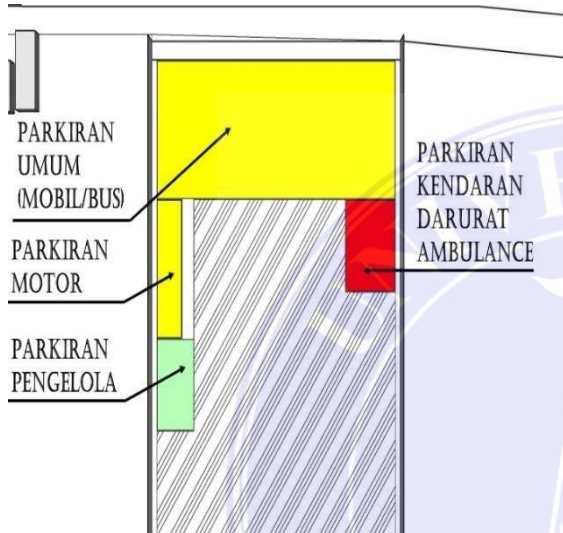 PARKIRAN
UMUM
(MOBIL/BUS)
PARKIRAN
MOTOR
PARKIRAN
PENGELOLA
PARKIRAN
KENDARAN
DARURAT
AMBULANCE